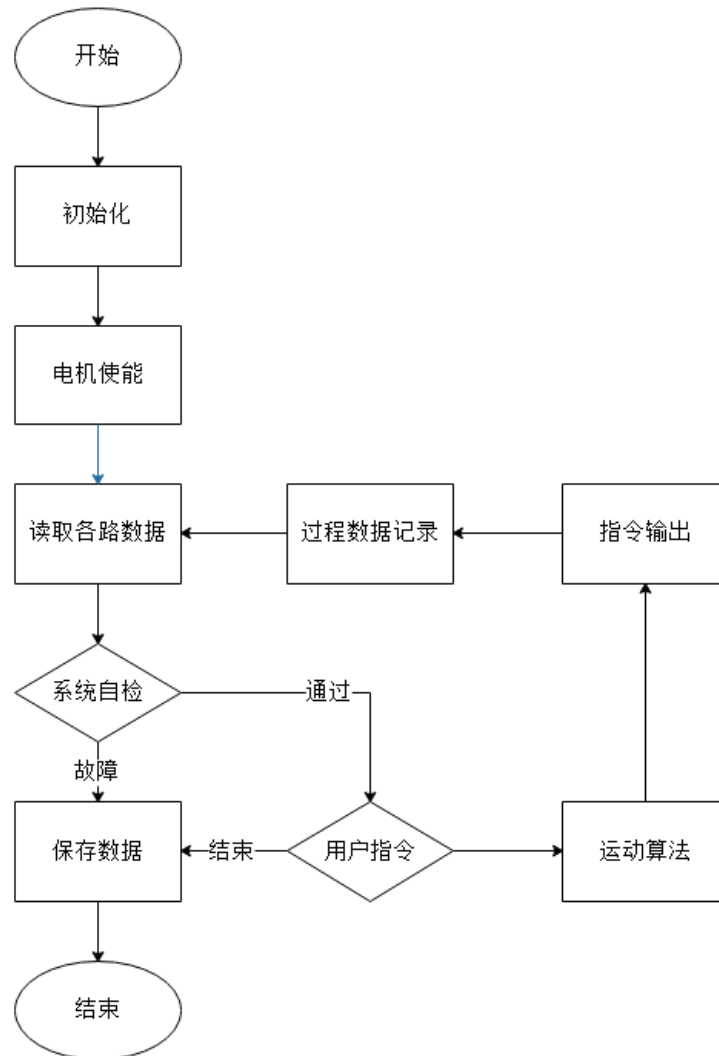 开始
初始化
电机使能
读取各路数据
过程数据记录
指令输出
系统自检
通过
故障
保存数据
结束
用户指令
运动算法
结束